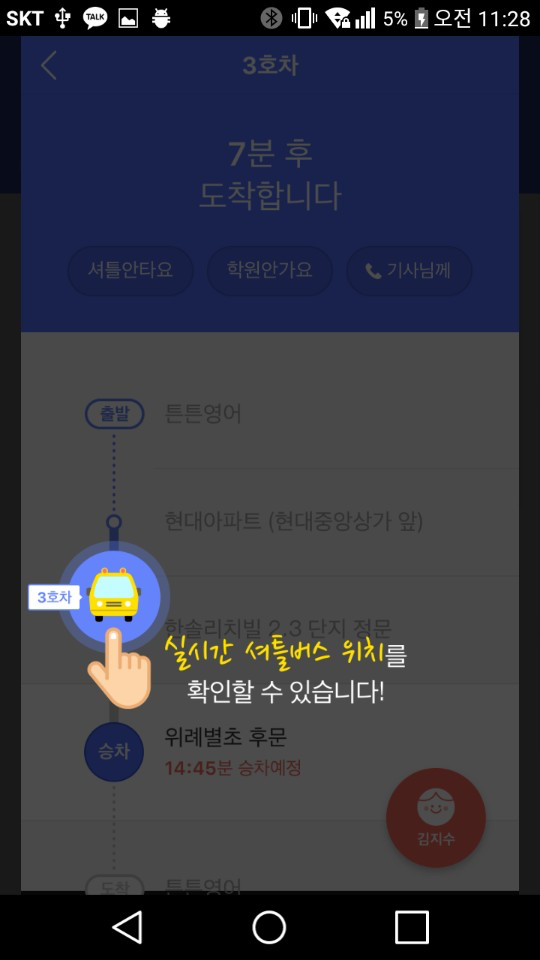 SKT TALK 5% 오전 11:28
3호차
7분 후
도착합니다
셔틀안타요 학원안가요 기사님께
출발 튼튼영어
현대아파트 (현대중앙상가 앞)
3호차
한솔리치빌 2,3 단지 정문
실시간 셔틀버스 위치를
확인할 수 있습니다!
승차 위례별초 후문
14:45분 승차예정
김지수
도착 튼튼영어